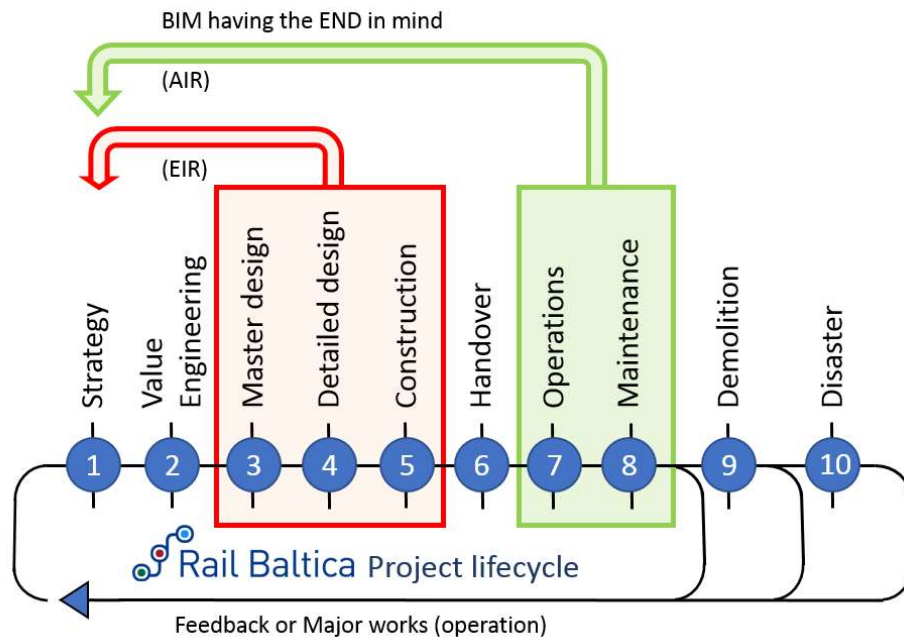 BIM having the END in mind
(AIR)
(EIR)
Strategy
Value
Engineering
Master design
Detailed design
Construction
Handover
Operations
Maintenance
Demolition
Disaster
1 2 3 4 5 6 7 8 9 10
Rail Baltica Project lifecycle
Feedback or Major works (operation)